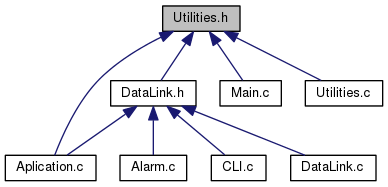 Utilities.h
DataLink.h
Main.c
Utilities.c
Aplication.c
Alarm.c
CLI.c
DataLink.c